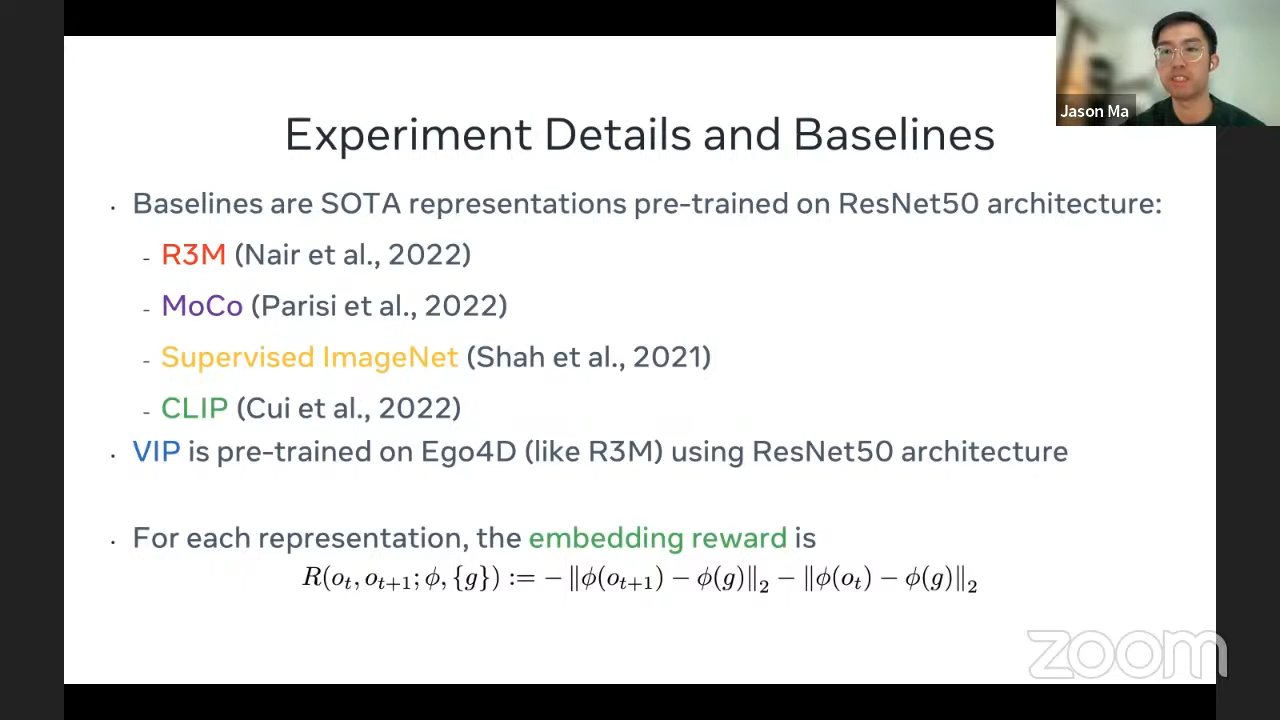 Jason Ma
Experiment Details and Baselines
· Baselines are SOTA representations pre-trained on ResNet50 architecture:
- R3M (Nair et al., 2022)
- MoCo (Parisi et al., 2022)
- Supervised ImageNet (Shah et al., 2021)
- CLIP (Cui et al., 2022)
· VIP is pre-trained on Ego4D (like R3M) using ResNet50 architecture
· For each representation, the embedding reward is
R(o_t, o_{t+1}; ϕ, {g}) := − ‖ϕ(o_{t+1}) − ϕ(g)‖_2 − ‖ϕ(o_t) − ϕ(g)‖_2
zoom